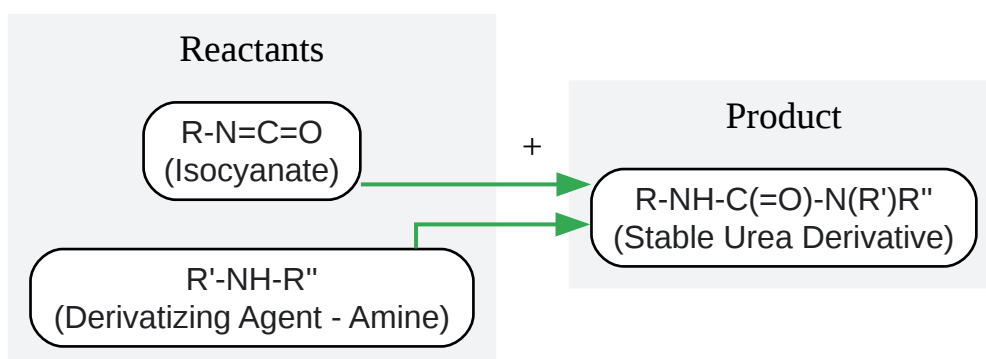 Reactants
R-N=C=O
(Isocyanate)
R'-NH-R"
(Derivatizing Agent - Amine)
+
Product
R-NH-C(=O)-N(R')R"
(Stable Urea Derivative)